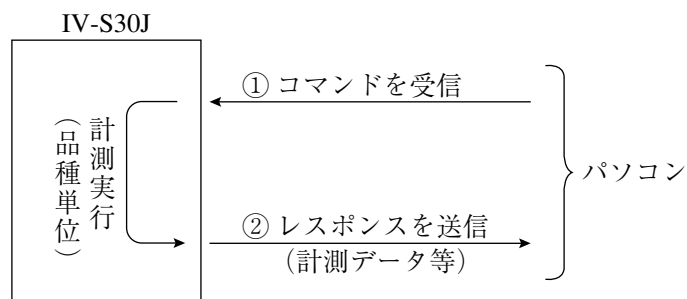 IV-S30J
① コマンドを受信
計測実行
（品種単位）
パソコン
② レスポンスを送信
（計測データ等）